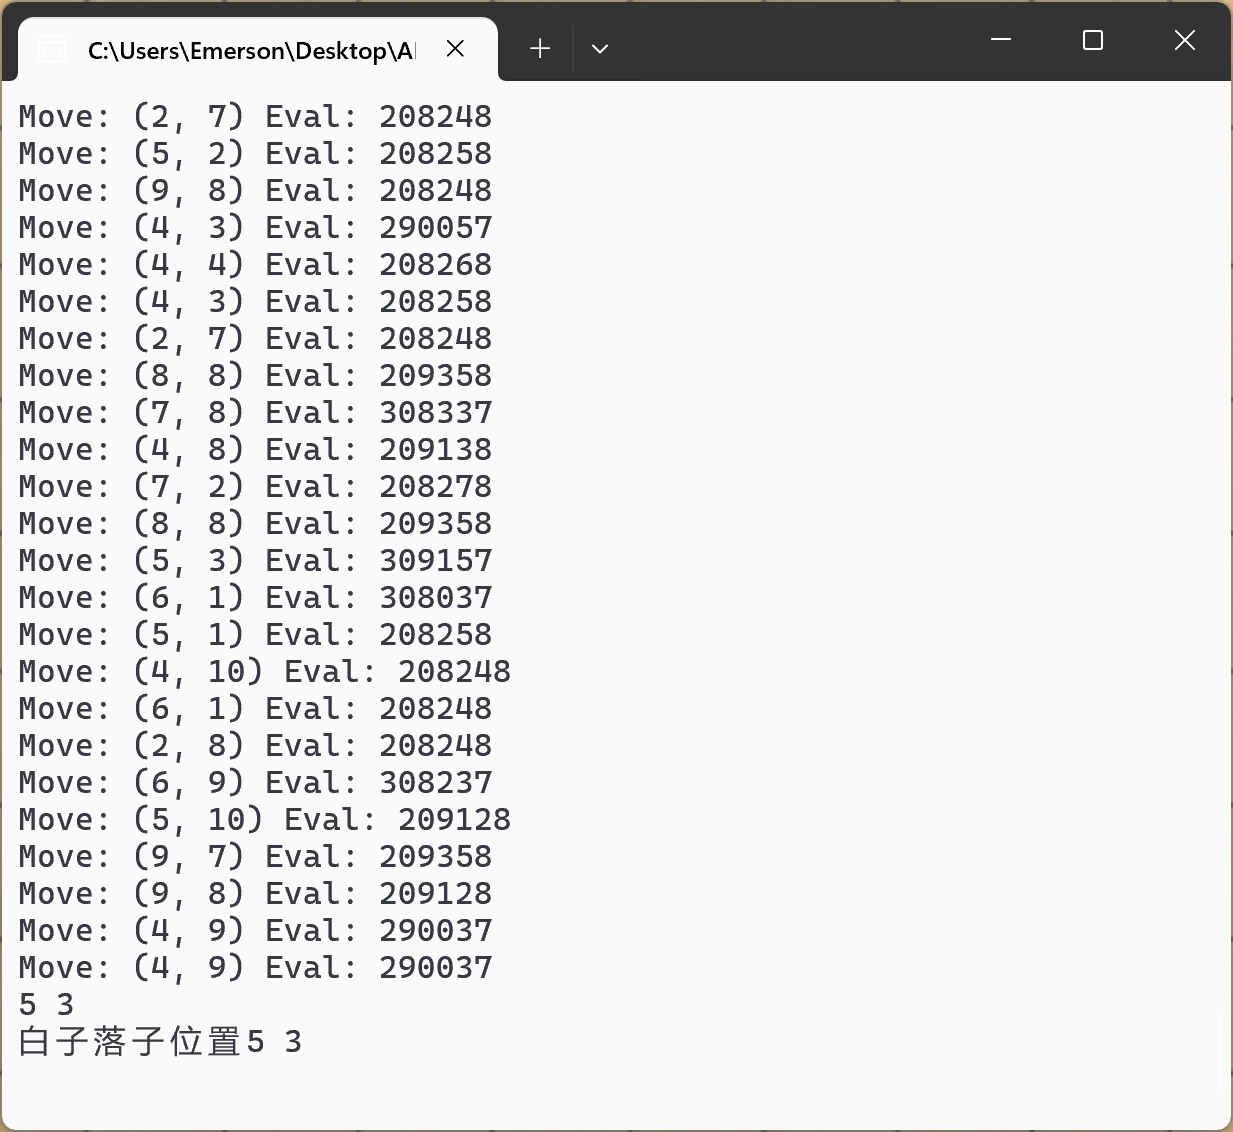 C:\Users\Emerson\Desktop\A
Move: (2, 7) Eval: 208248
Move: (5, 2) Eval: 208258
Move: (9, 8) Eval: 208248
Move: (4, 3) Eval: 290057
Move: (4, 4) Eval: 208268
Move: (4, 3) Eval: 208258
Move: (2, 7) Eval: 208248
Move: (8, 8) Eval: 209358
Move: (7, 8) Eval: 308337
Move: (4, 8) Eval: 209138
Move: (7, 2) Eval: 208278
Move: (8, 8) Eval: 209358
Move: (5, 3) Eval: 309157
Move: (6, 1) Eval: 308037
Move: (5, 1) Eval: 208258
Move: (4, 10) Eval: 208248
Move: (6, 1) Eval: 208248
Move: (2, 8) Eval: 208248
Move: (6, 9) Eval: 308237
Move: (5, 10) Eval: 209128
Move: (9, 7) Eval: 209358
Move: (9, 8) Eval: 209128
Move: (4, 9) Eval: 290037
Move: (4, 9) Eval: 290037
5 3
白子落子位置5 3